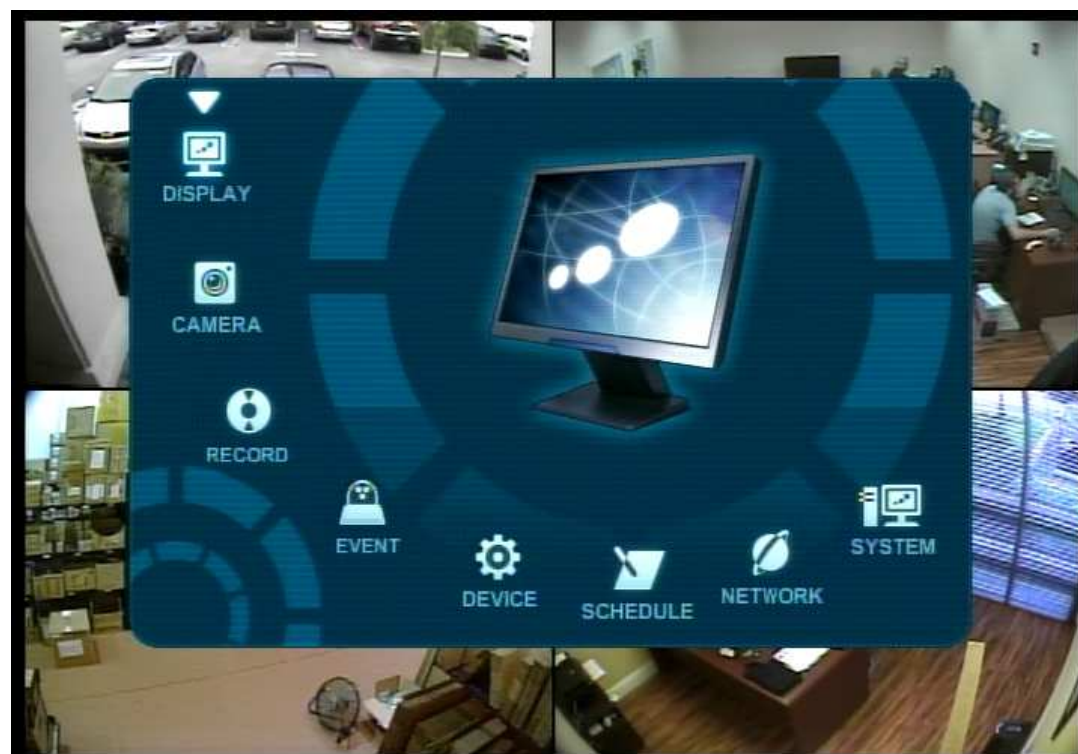 DISPLAY
CAMERA
RECORD
EVENT
DEVICE
SCHEDULE
NETWORK
SYSTEM